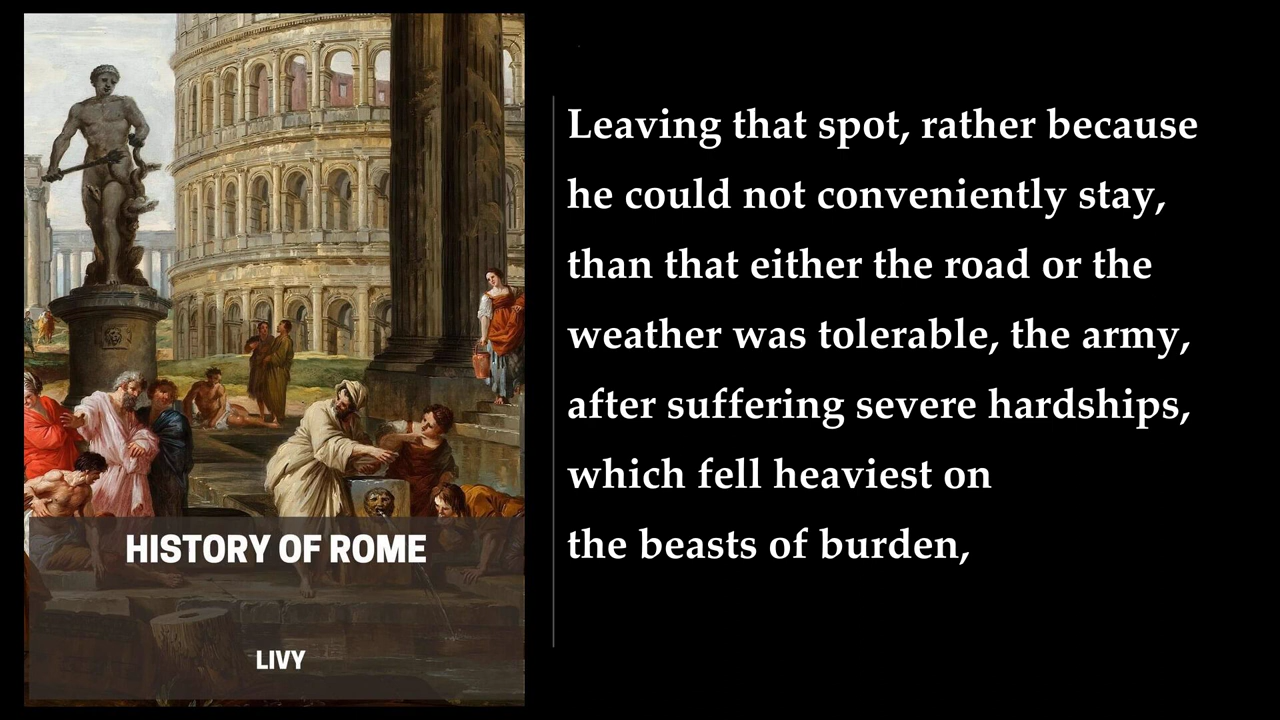 HISTORY OF ROME
LIVY
Leaving that spot, rather because
he could not conveniently stay,
than that either the road or the
weather was tolerable, the army,
after suffering severe hardships,
which fell heaviest on
the beasts of burden,